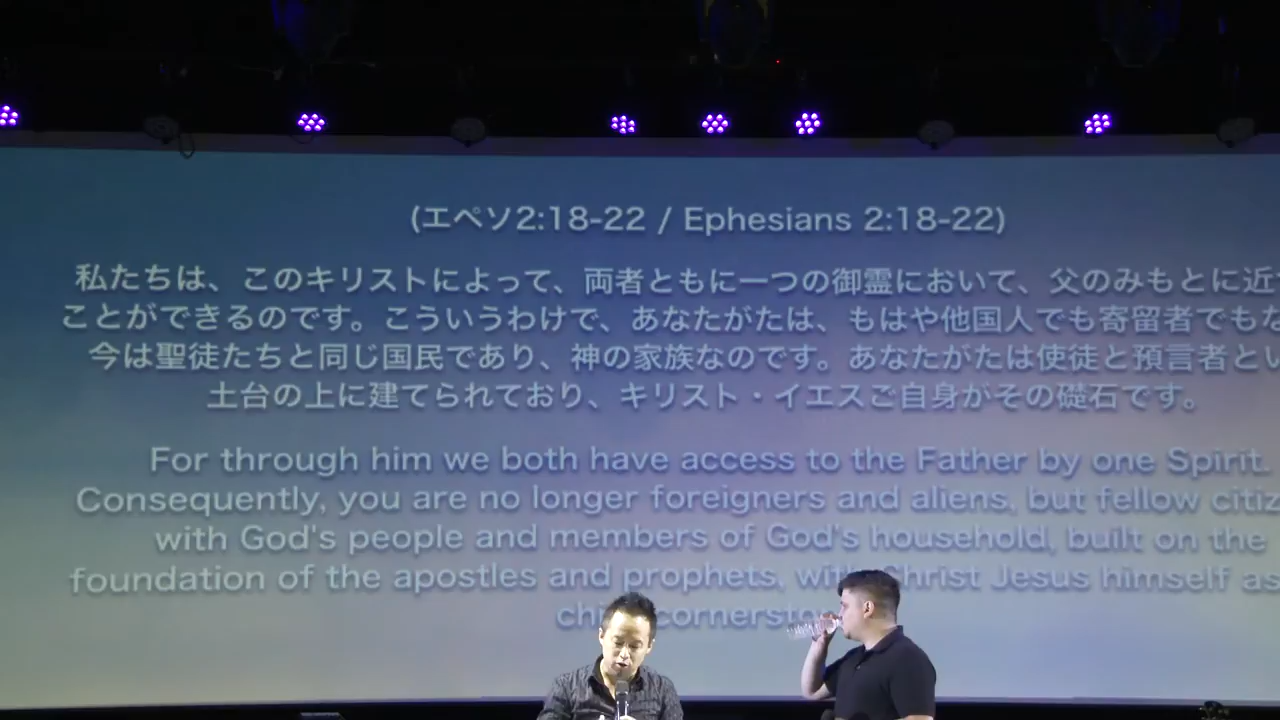 (エペソ2:18-22 / Ephesians 2:18-22)
私たちは、このキリストによって、両者ともに一つの御霊において、父のみもとに近
ことができるのです。こういうわけで、あなたがたは、もはや他国人でも寄留者でもな
今は聖徒たちと同じ国民であり、神の家族なのです。あなたがたは使徒と預言者とい
土台の上に建てられており、キリスト・イエスご自身がその礎石です。
For through him we both have access to the Father by one Spirit.
Consequently, you are no longer foreigners and aliens, but fellow citiz
with God's people and members of God's household, built on the
foundation of the apostles and prophets, with Christ Jesus himself as
chi cornersto